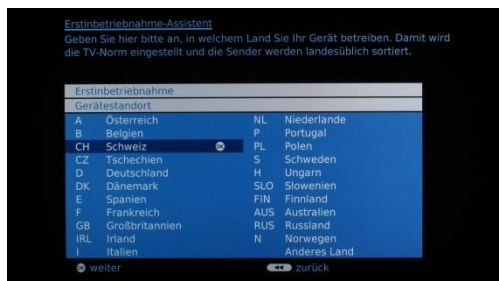 Erstinbetriebnahme-Assistent
Geben Sie hier bitte an, in welchem Land Sie Ihr Gerät betreiben. Damit wird
die TV-Norm eingestellt und die Sender werden landesüblich sortiert.
Erstinbetriebnahme
Gerätestandort
A Österreich NL Niederlande
B Belgien P Portugal
CH Schweiz OK PL Polen
CZ Tschechien S Schweden
D Deutschland H Ungarn
DK Dänemark SLO Slowenien
E Spanien FIN Finnland
F Frankreich AUS Australien
GB Großbritannien RUS Russland
IRL Irland N Norwegen
I Italien Anderes Land
OK weiter zurück